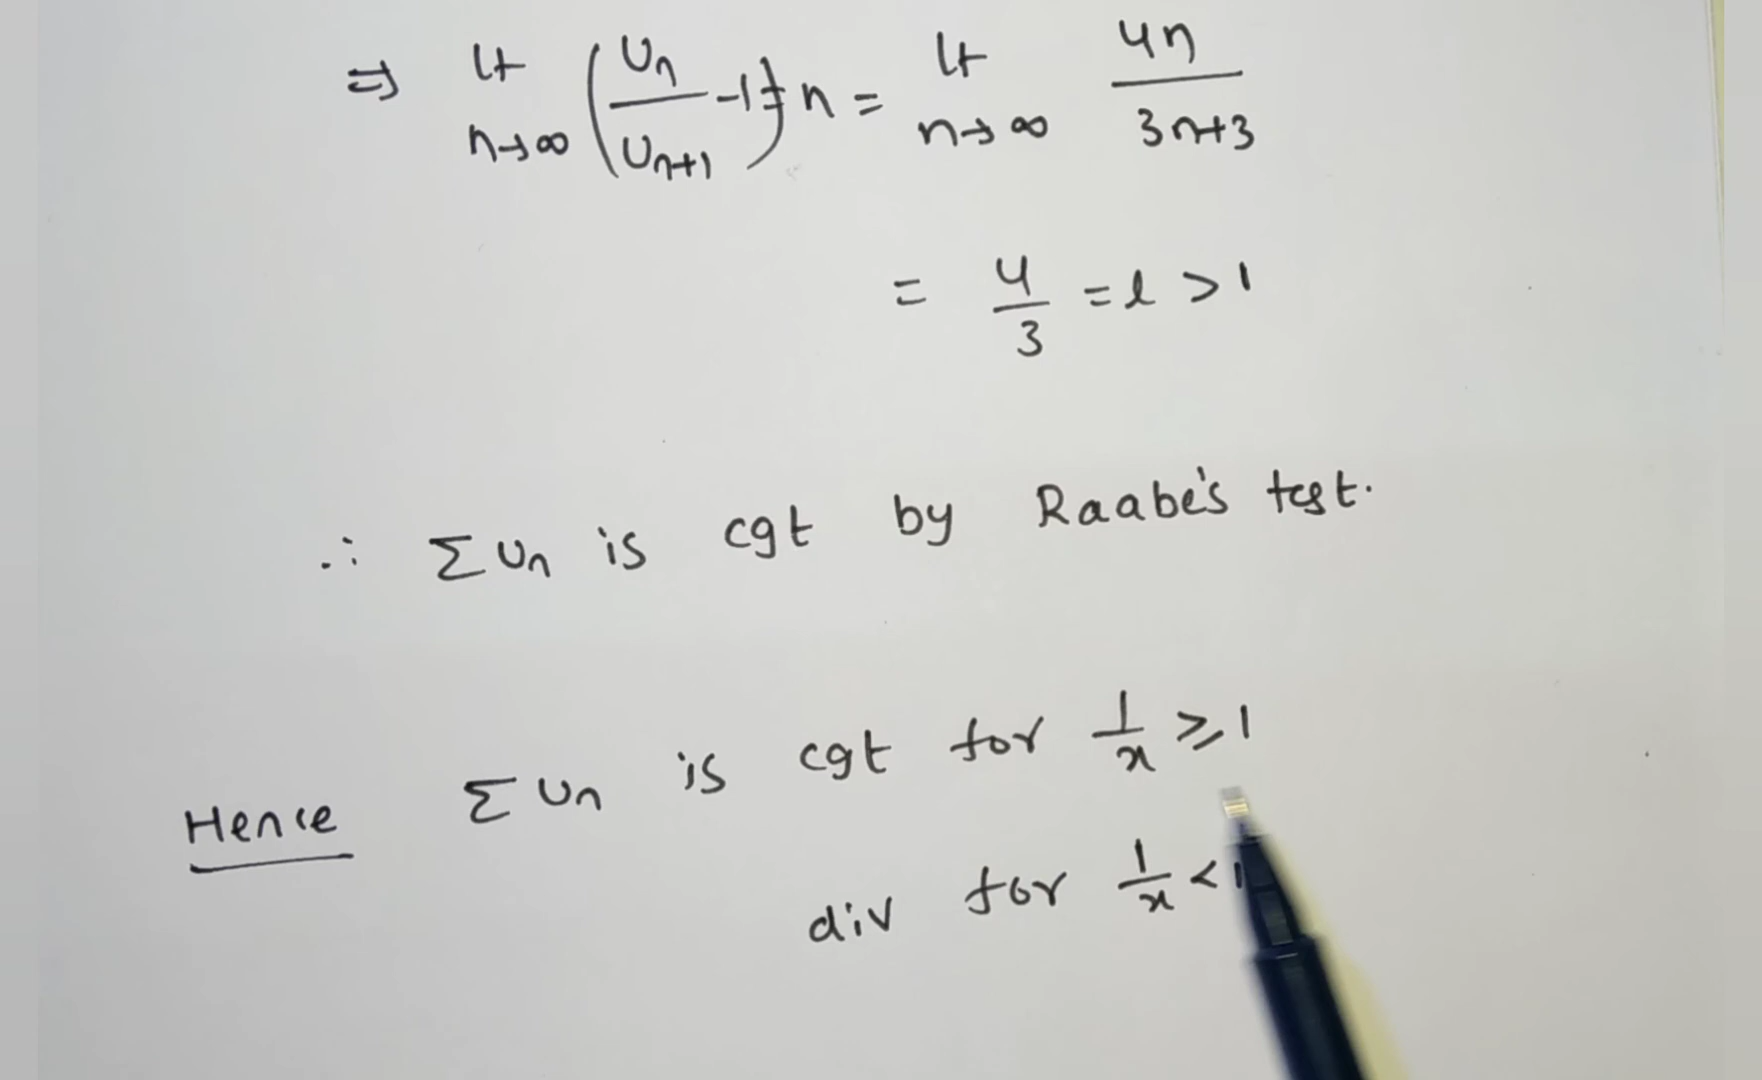 ⇒ lt n→∞ (Un/Un+1 -1) n = lt n→∞ 4n/3n+3
= 4/3 = l > 1
∴ Σ Un is cgt by Raabe's test.
Hence Σ Un is cgt for 1/x ≥ 1
div for 1/x <